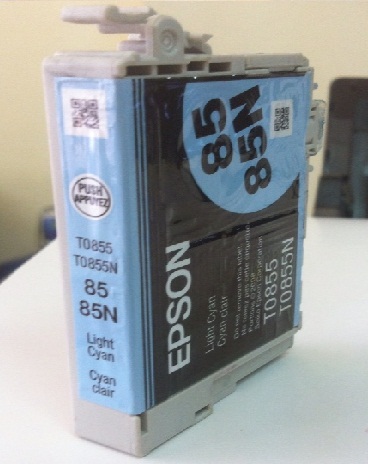 PUSH
APPUYEZ
T0855
T0855N
85
85N
Light
Cyan
Cyan
clair
85
85N
EPSON
Light Cyan
Cyan clair
T0855
T0855N